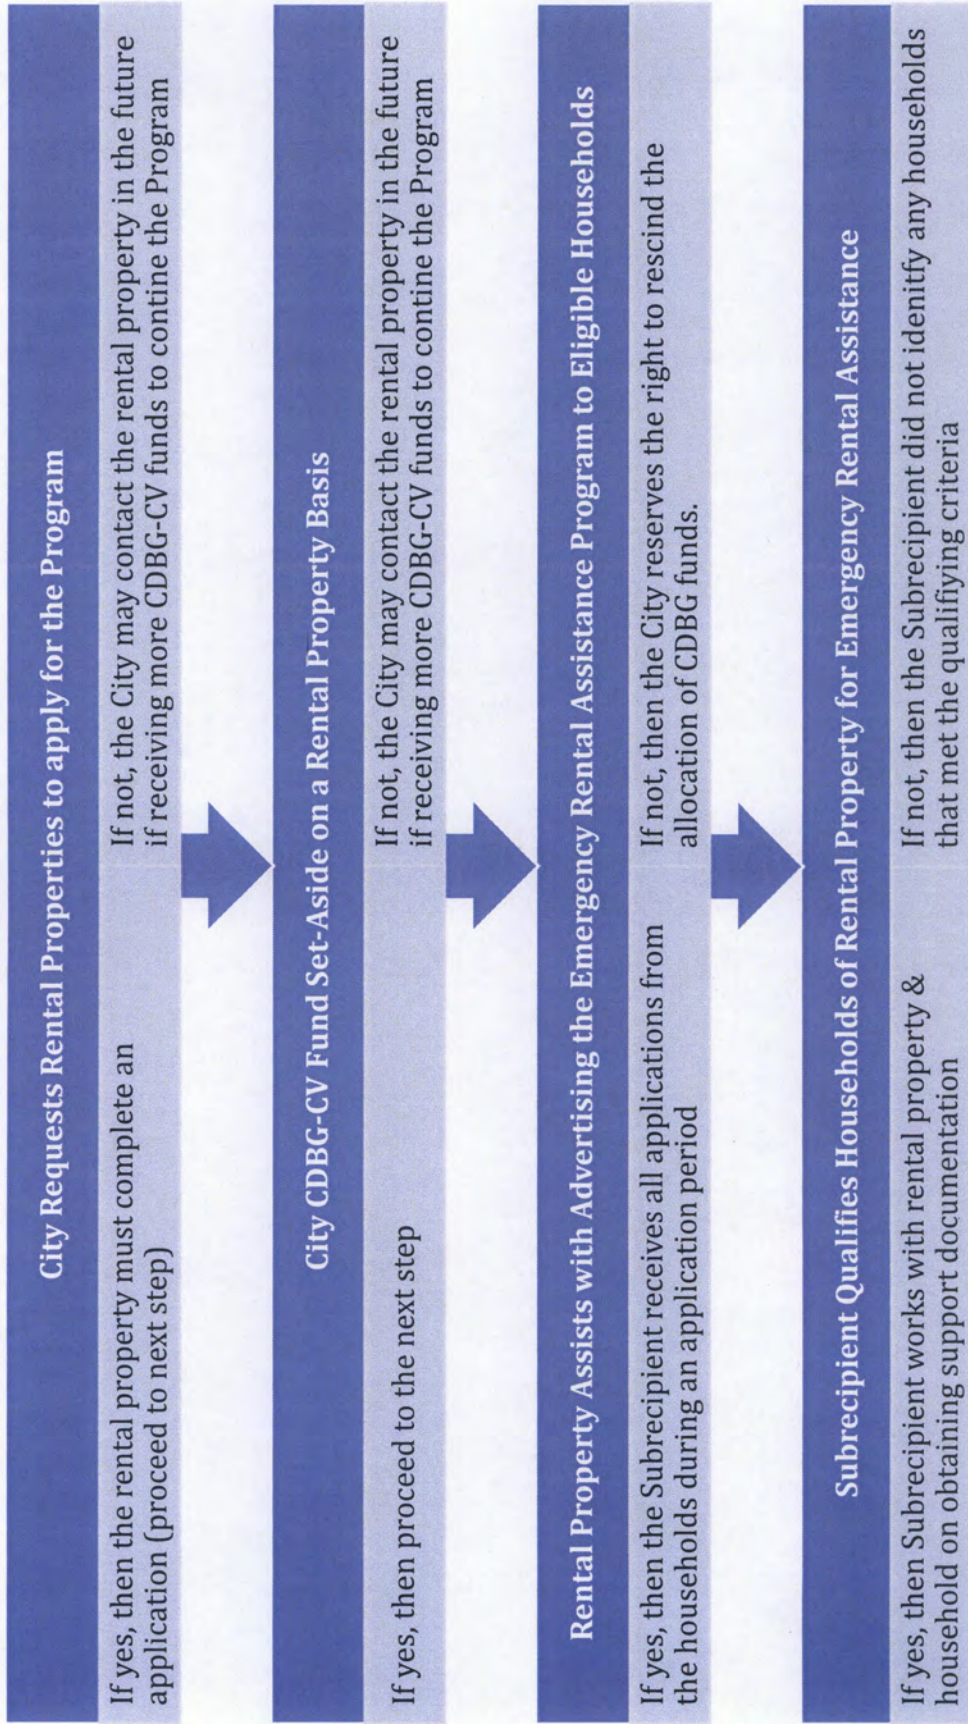 City Requests Rental Properties to apply for the Program
If yes, then the rental property must complete an
application (proceed to next step)
If not, the City may contact the rental property in the future
if receiving more CDBG-CV funds to contine the Program
City CDBG-CV Fund Set-Aside on a Rental Property Basis
If yes, then proceed to the next step
If not, the City may contact the rental property in the future
if receiving more CDBG-CV funds to contine the Program
Rental Property Assists with Advertising the Emergency Rental Assistance Program to Eligible Households
If yes, then the Subrecipient receives all applications from
the households during an application period
If not, then the City reserves the right to rescind the
allocation of CDBG funds.
Subrecipient Qualifies Households of Rental Property for Emergency Rental Assistance
If yes, then Subrecipient works with rental property &
household on obtaining support documentation
If not, then the Subrecipient did not idenitfy any households
that met the qualifying criteria